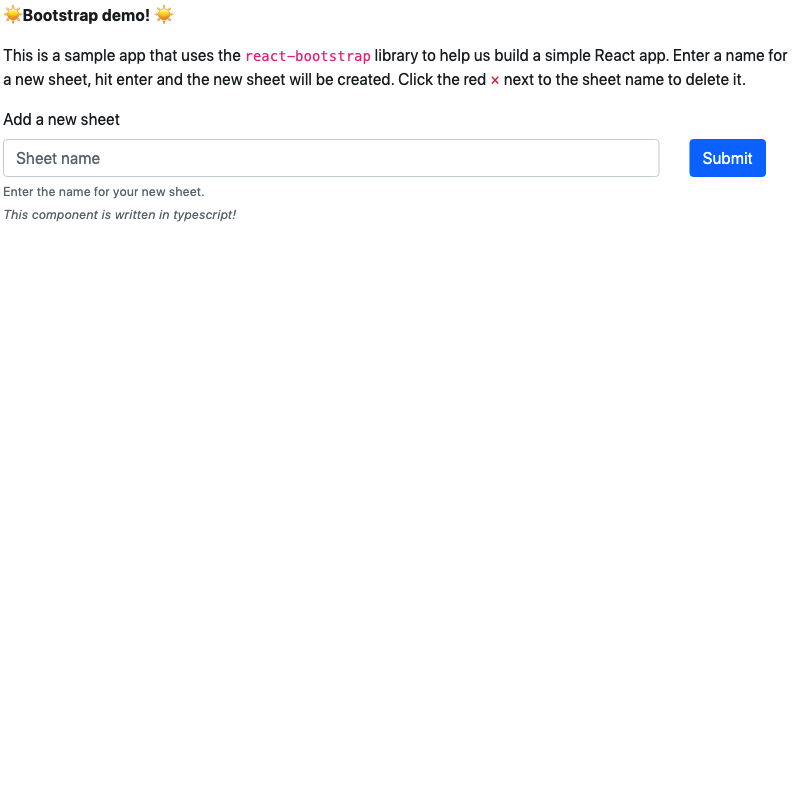 ☀️Bootstrap demo! ☀️
This is a sample app that uses the react-bootstrap library to help us build a simple React app. Enter a name for
a new sheet, hit enter and the new sheet will be created. Click the red × next to the sheet name to delete it.
Add a new sheet
Sheet name
Submit
Enter the name for your new sheet.
This component is written in typescript!